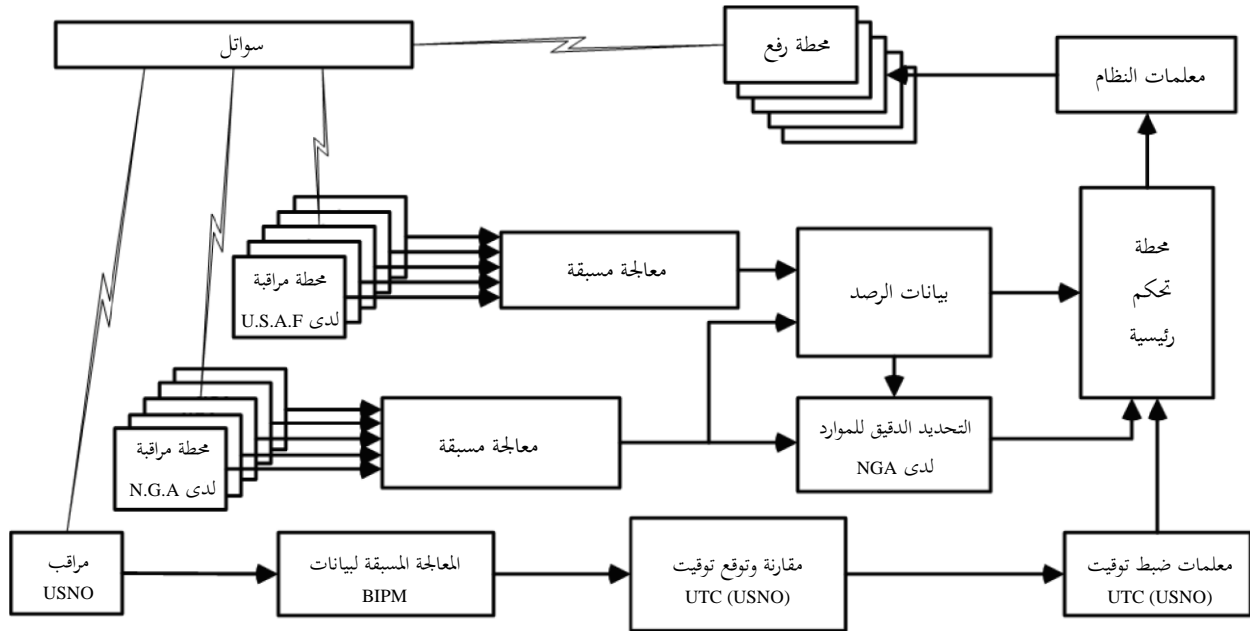 سواتل
محطة رفع
معلمات النظام
محطة
تحكم
رئيسية
معالجة مسبقة
بيانات الرصد
محطة مراقبة
لدى U.S.A.F
معالجة مسبقة
التحديد الدقيق للموارد
لدى NGA
محطة مراقبة
لدى N.G.A
مراقب
USNO
المعالجة المسبقة لبيانات
BIPM
مقارنة وتوقع توقيت
UTC (USNO)
معلمات ضبط توقيت
UTC (USNO)